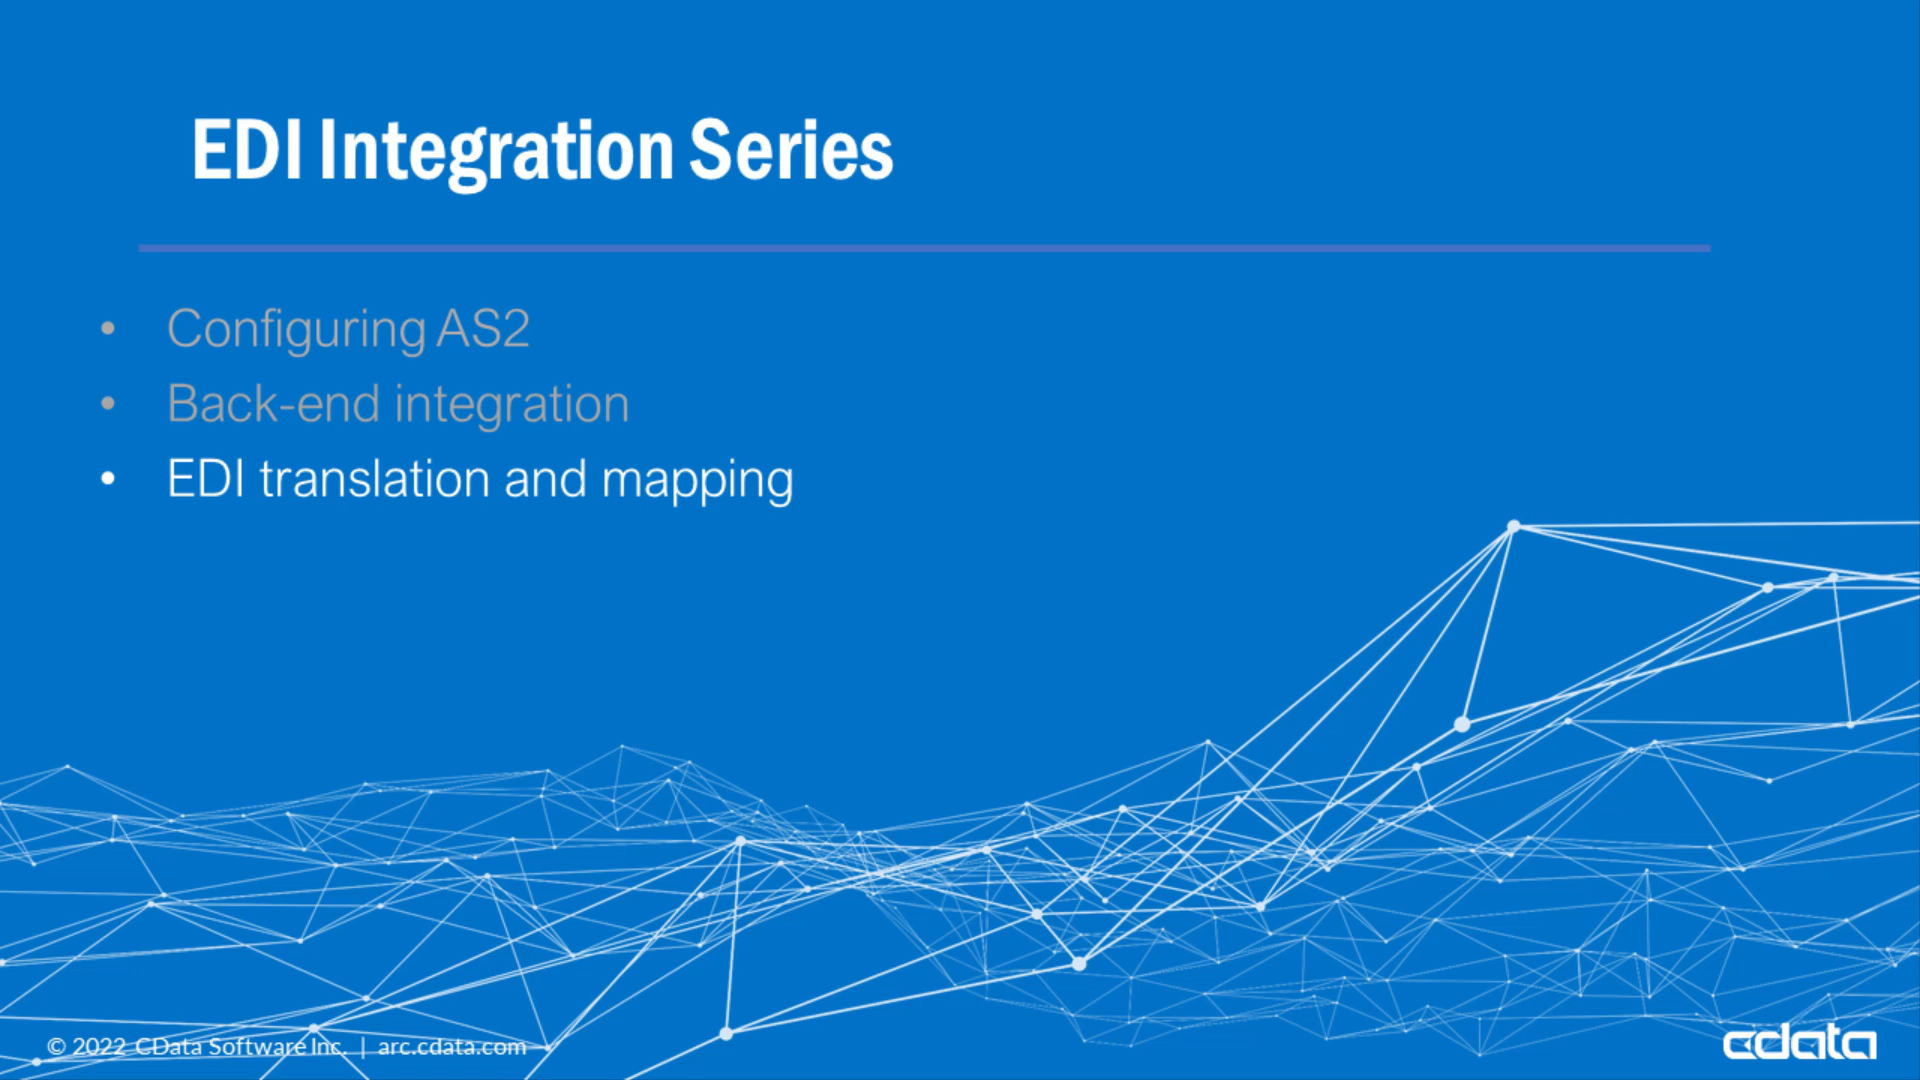 EDI Integration Series
• Configuring AS2
• Back-end integration
• EDI translation and mapping
© 2022 CData Software Inc. | arc.cdata.com
cdata